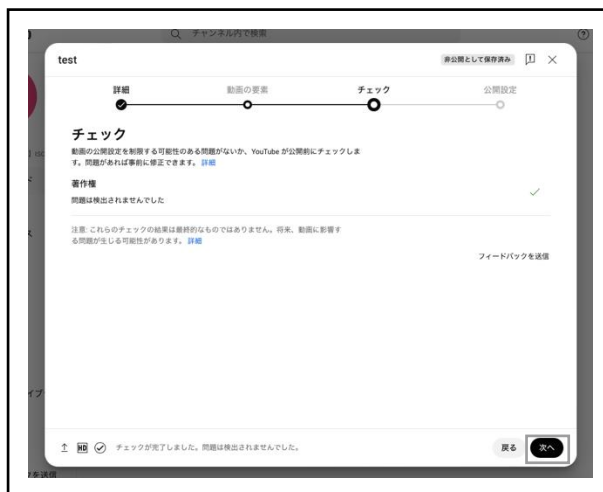 チャンネル内で検索
test
非公開として保存済み
詳細
動画の要素
チェック
公開設定
チェック
動画の公開設定を制限する可能性のある問題がないか、YouTube が公開前にチェックしま
す。問題があれば事前に修正できます。 詳細
著作権
問題は検出されませんでした
注意: これらのチェックの結果は最終的なものではありません。将来、動画に影響す
る問題が生じる可能性があります。 詳細
フィードバックを送信
イブ
HD
チェックが完了しました。問題は検出されませんでした。
戻る
次へ
を送信